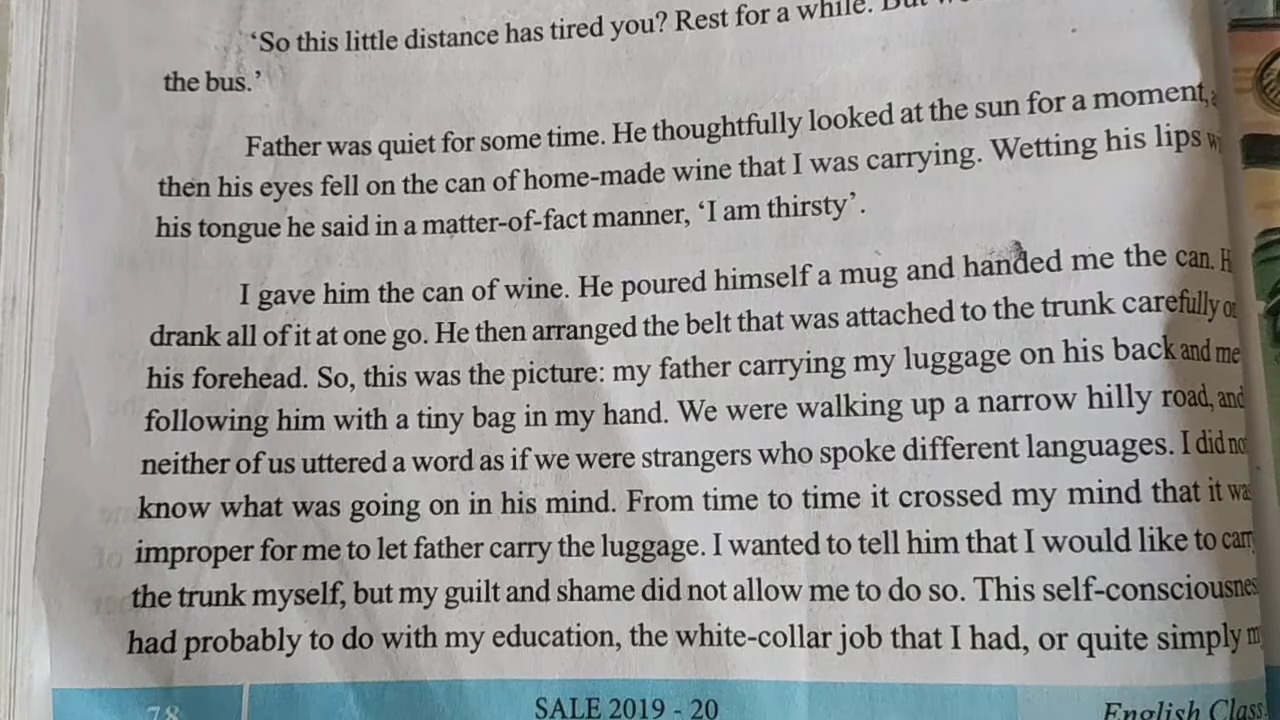 'So this little distance has tired you? Rest for a while. But
the bus.'
Father was quiet for some time. He thoughtfully looked at the sun for a moment,
then his eyes fell on the can of home-made wine that I was carrying. Wetting his lips
his tongue he said in a matter-of-fact manner, 'I am thirsty'.
I gave him the can of wine. He poured himself a mug and handed me the can. H
drank all of it at one go. He then arranged the belt that was attached to the trunk carefully
his forehead. So, this was the picture: my father carrying my luggage on his back and me
following him with a tiny bag in my hand. We were walking up a narrow hilly road, and
neither of us uttered a word as if we were strangers who spoke different languages. I did no
know what was going on in his mind. From time to time it crossed my mind that it wa
improper for me to let father carry the luggage. I wanted to tell him that I would like to
the trunk myself, but my guilt and shame did not allow me to do so. This self-consciousnes
had probably to do with my education, the white-collar job that I had, or quite simply
78
SALE 2019 - 20
English Class